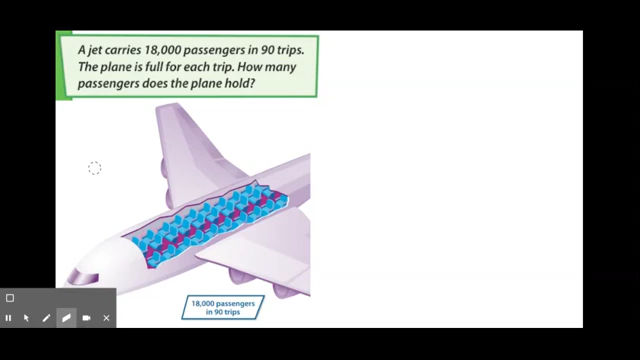 A jet carries 18,000 passengers in 90 trips.
The plane is full for each trip. How many
passengers does the plane hold?
18,000 passengers
in 90 trips